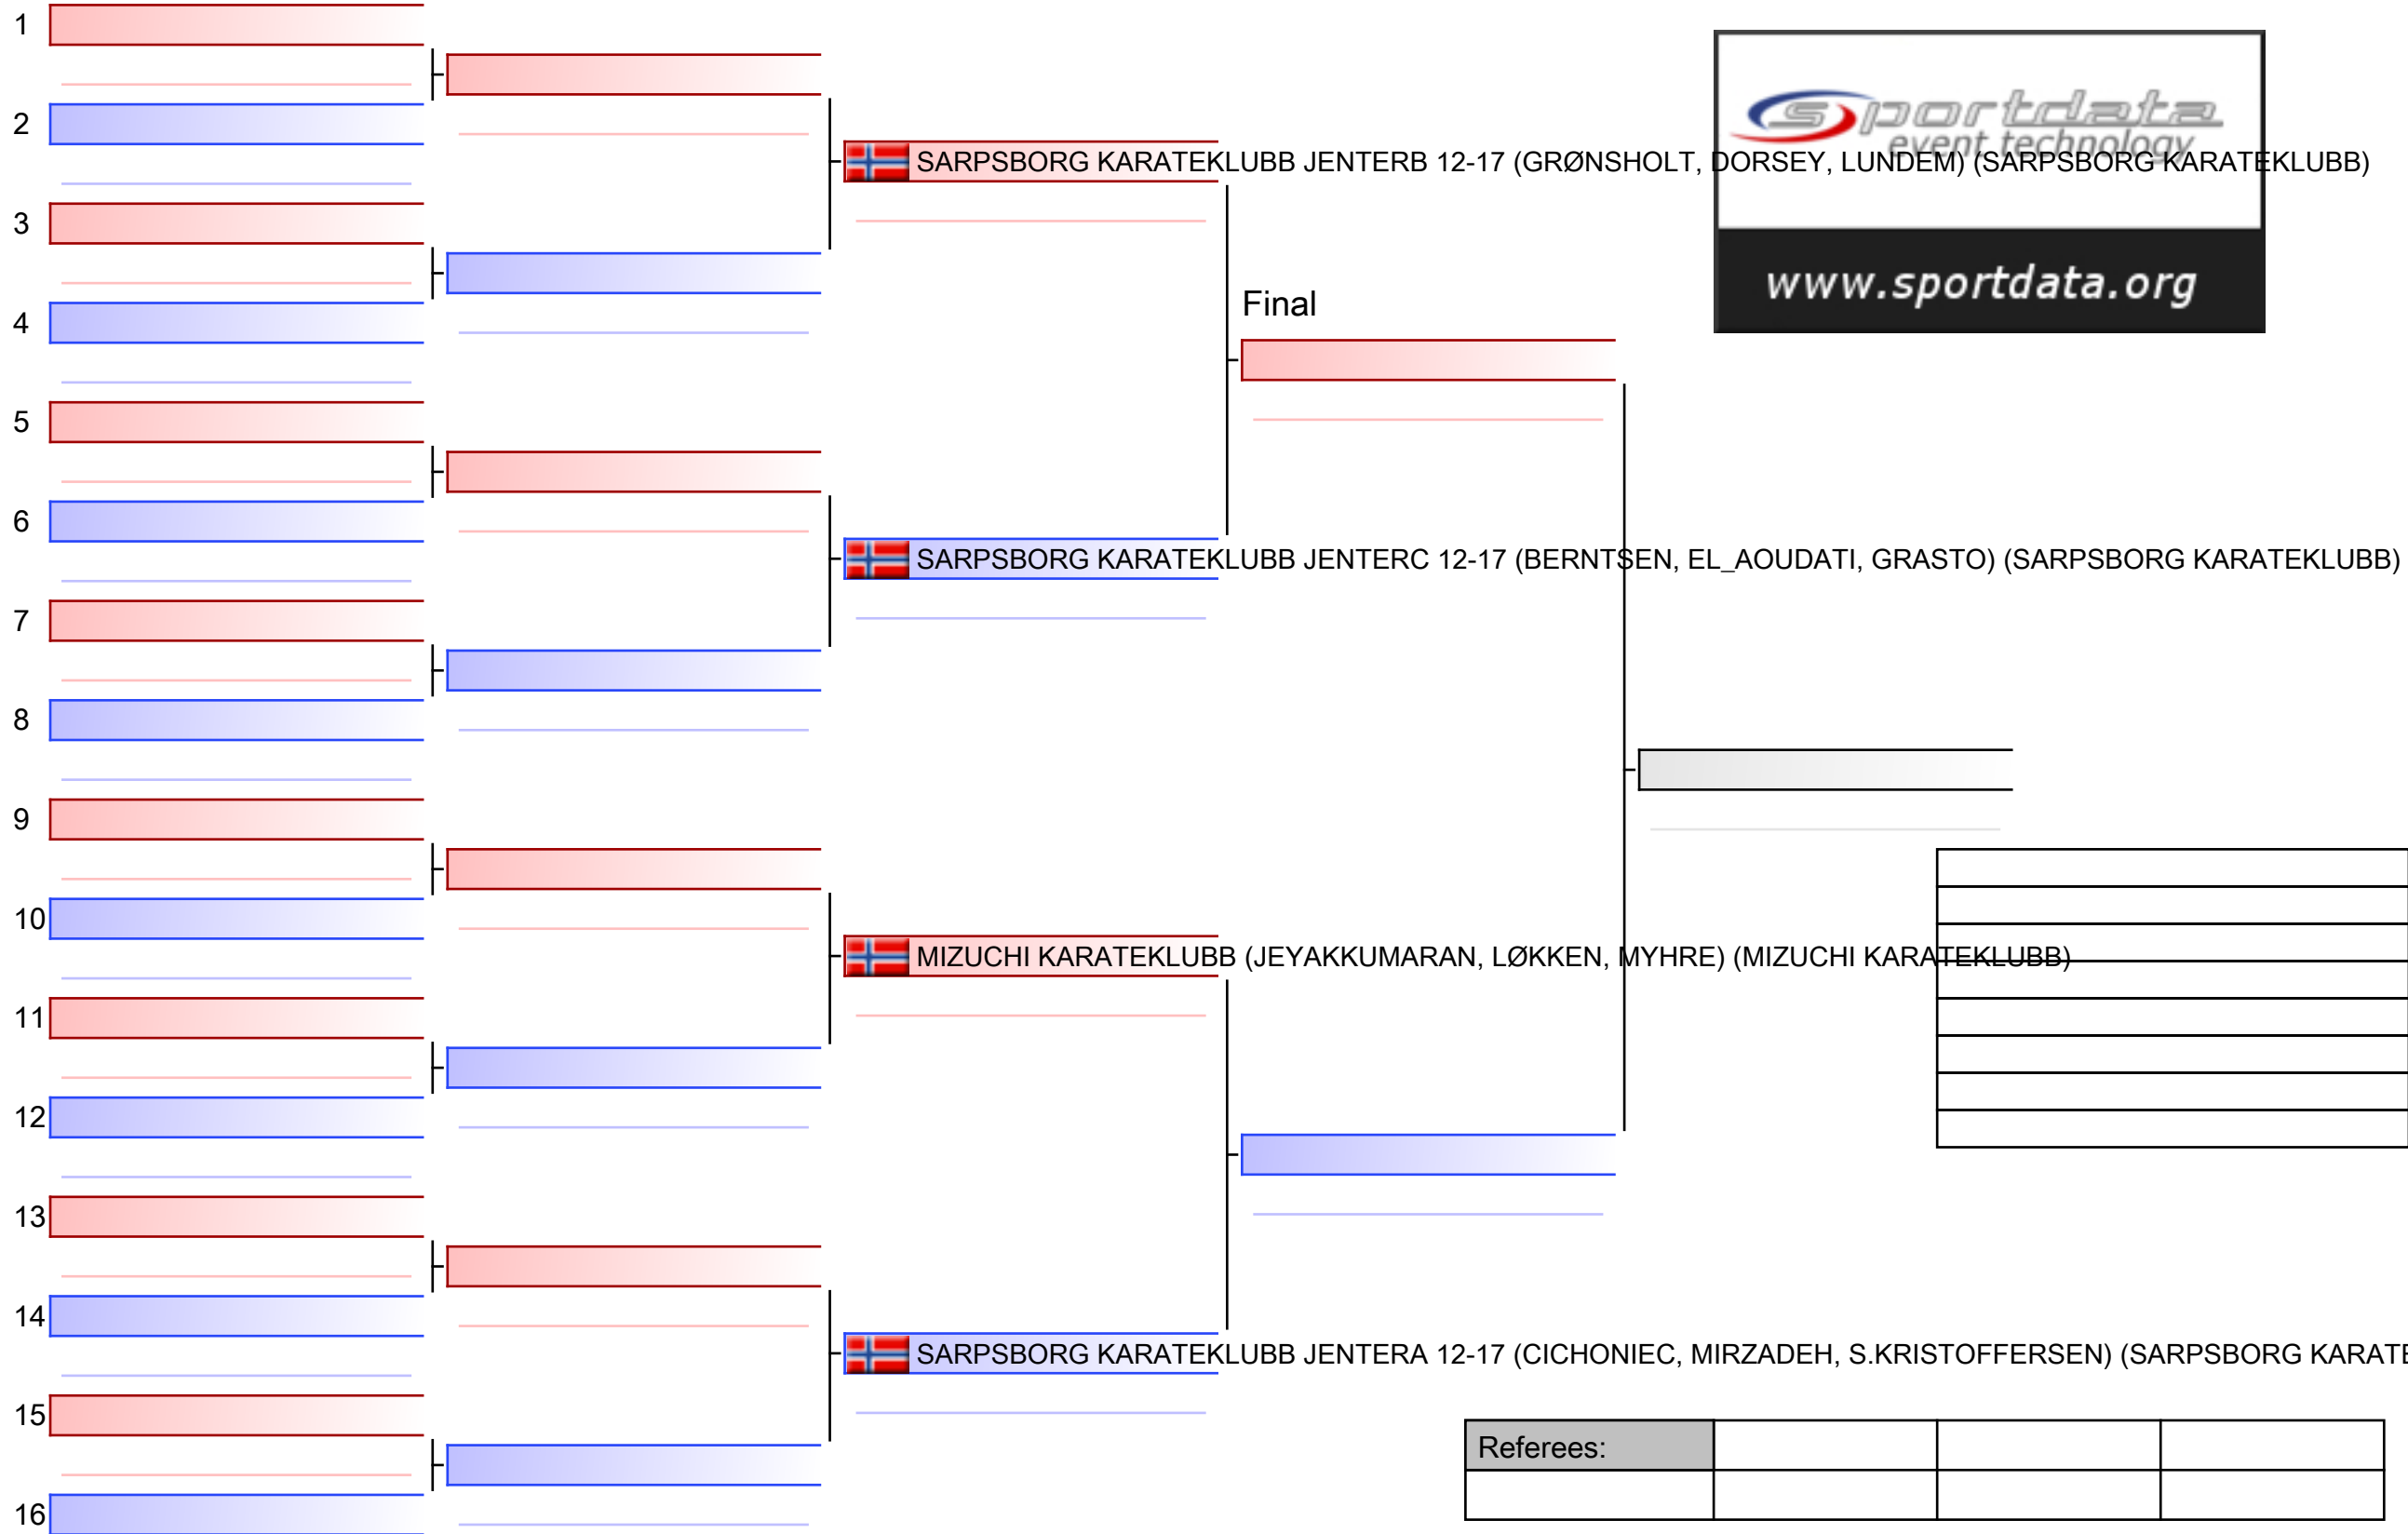 1
2
sportdata
event technology
SARPSBORG KARATEKLUBB JENTERB 12-17 (GRØNSHOLT, DORSEY, LUNDEM) (SARPSBORG KARATEKLUBB)
3
www.sportdata.org
Final
4
5
6
SARPSBORG KARATEKLUBB JENTERC 12-17 (BERNTSEN, EL_AOUDATI, GRASTO) (SARPSBORG KARATEKLUBB)
7
8
9
10
MIZUCHI KARATEKLUBB (JEYAKKUMARAN, LØKKEN, MYHRE) (MIZUCHI KARATEKLUBB)
11
12
13
14
SARPSBORG KARATEKLUBB JENTERA 12-17 (CICHONIEC, MIRZADEH, S.KRISTOFFERSEN) (SARPSBORG KARATE
15
Referees:
16